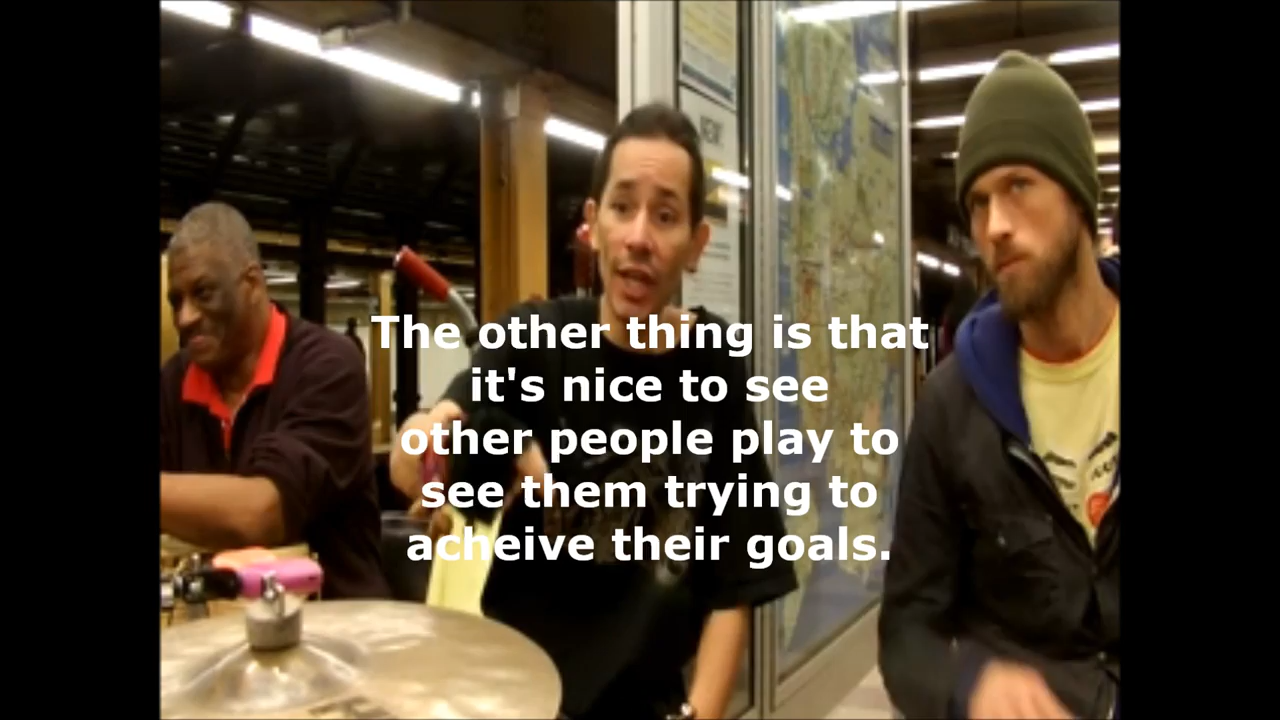 NEW!
The other thing is that
it's nice to see
other people play to
see them trying to
acheive their goals.